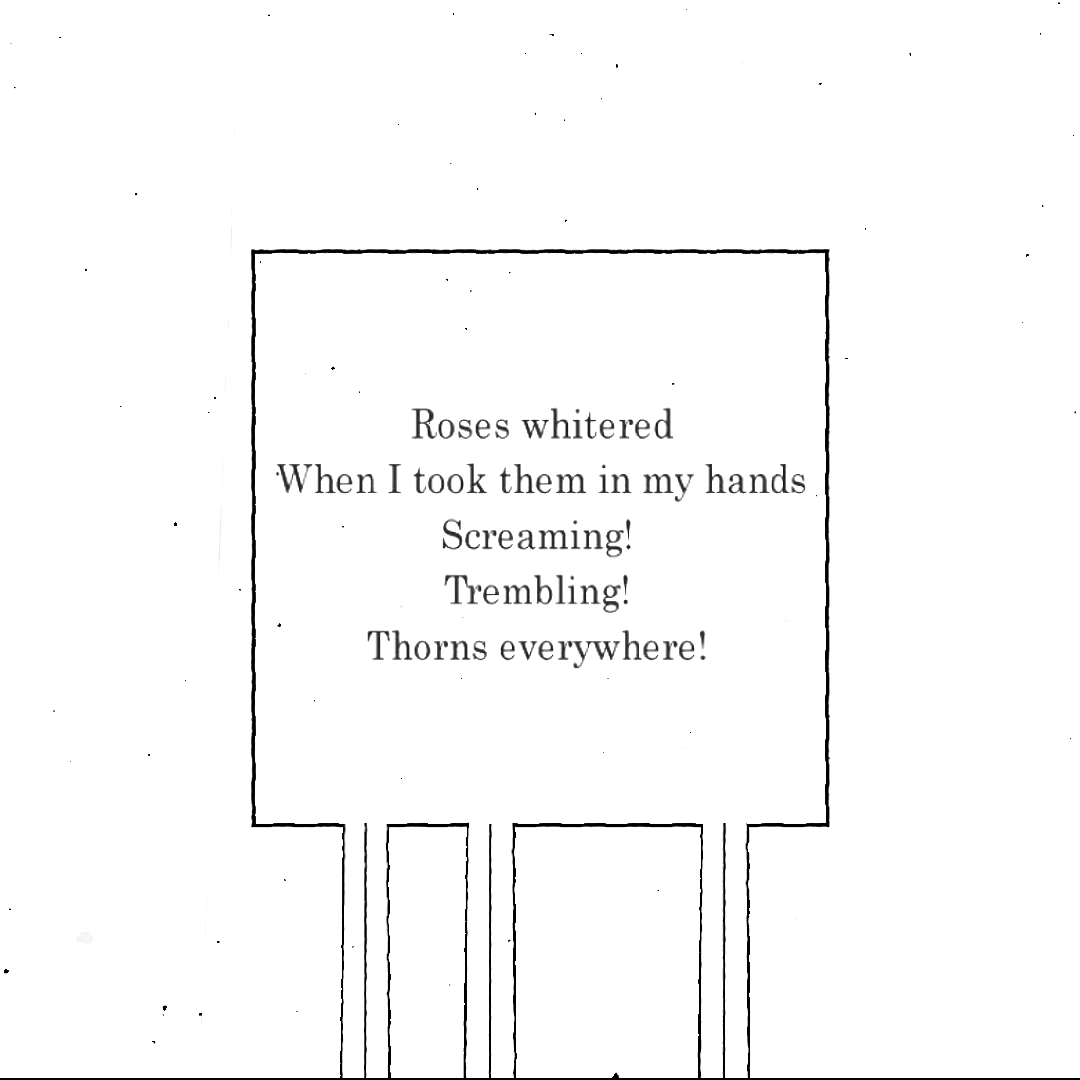 Roses whitered
When I took them in my hands
Screaming!
Trembling!
Thorns everywhere!